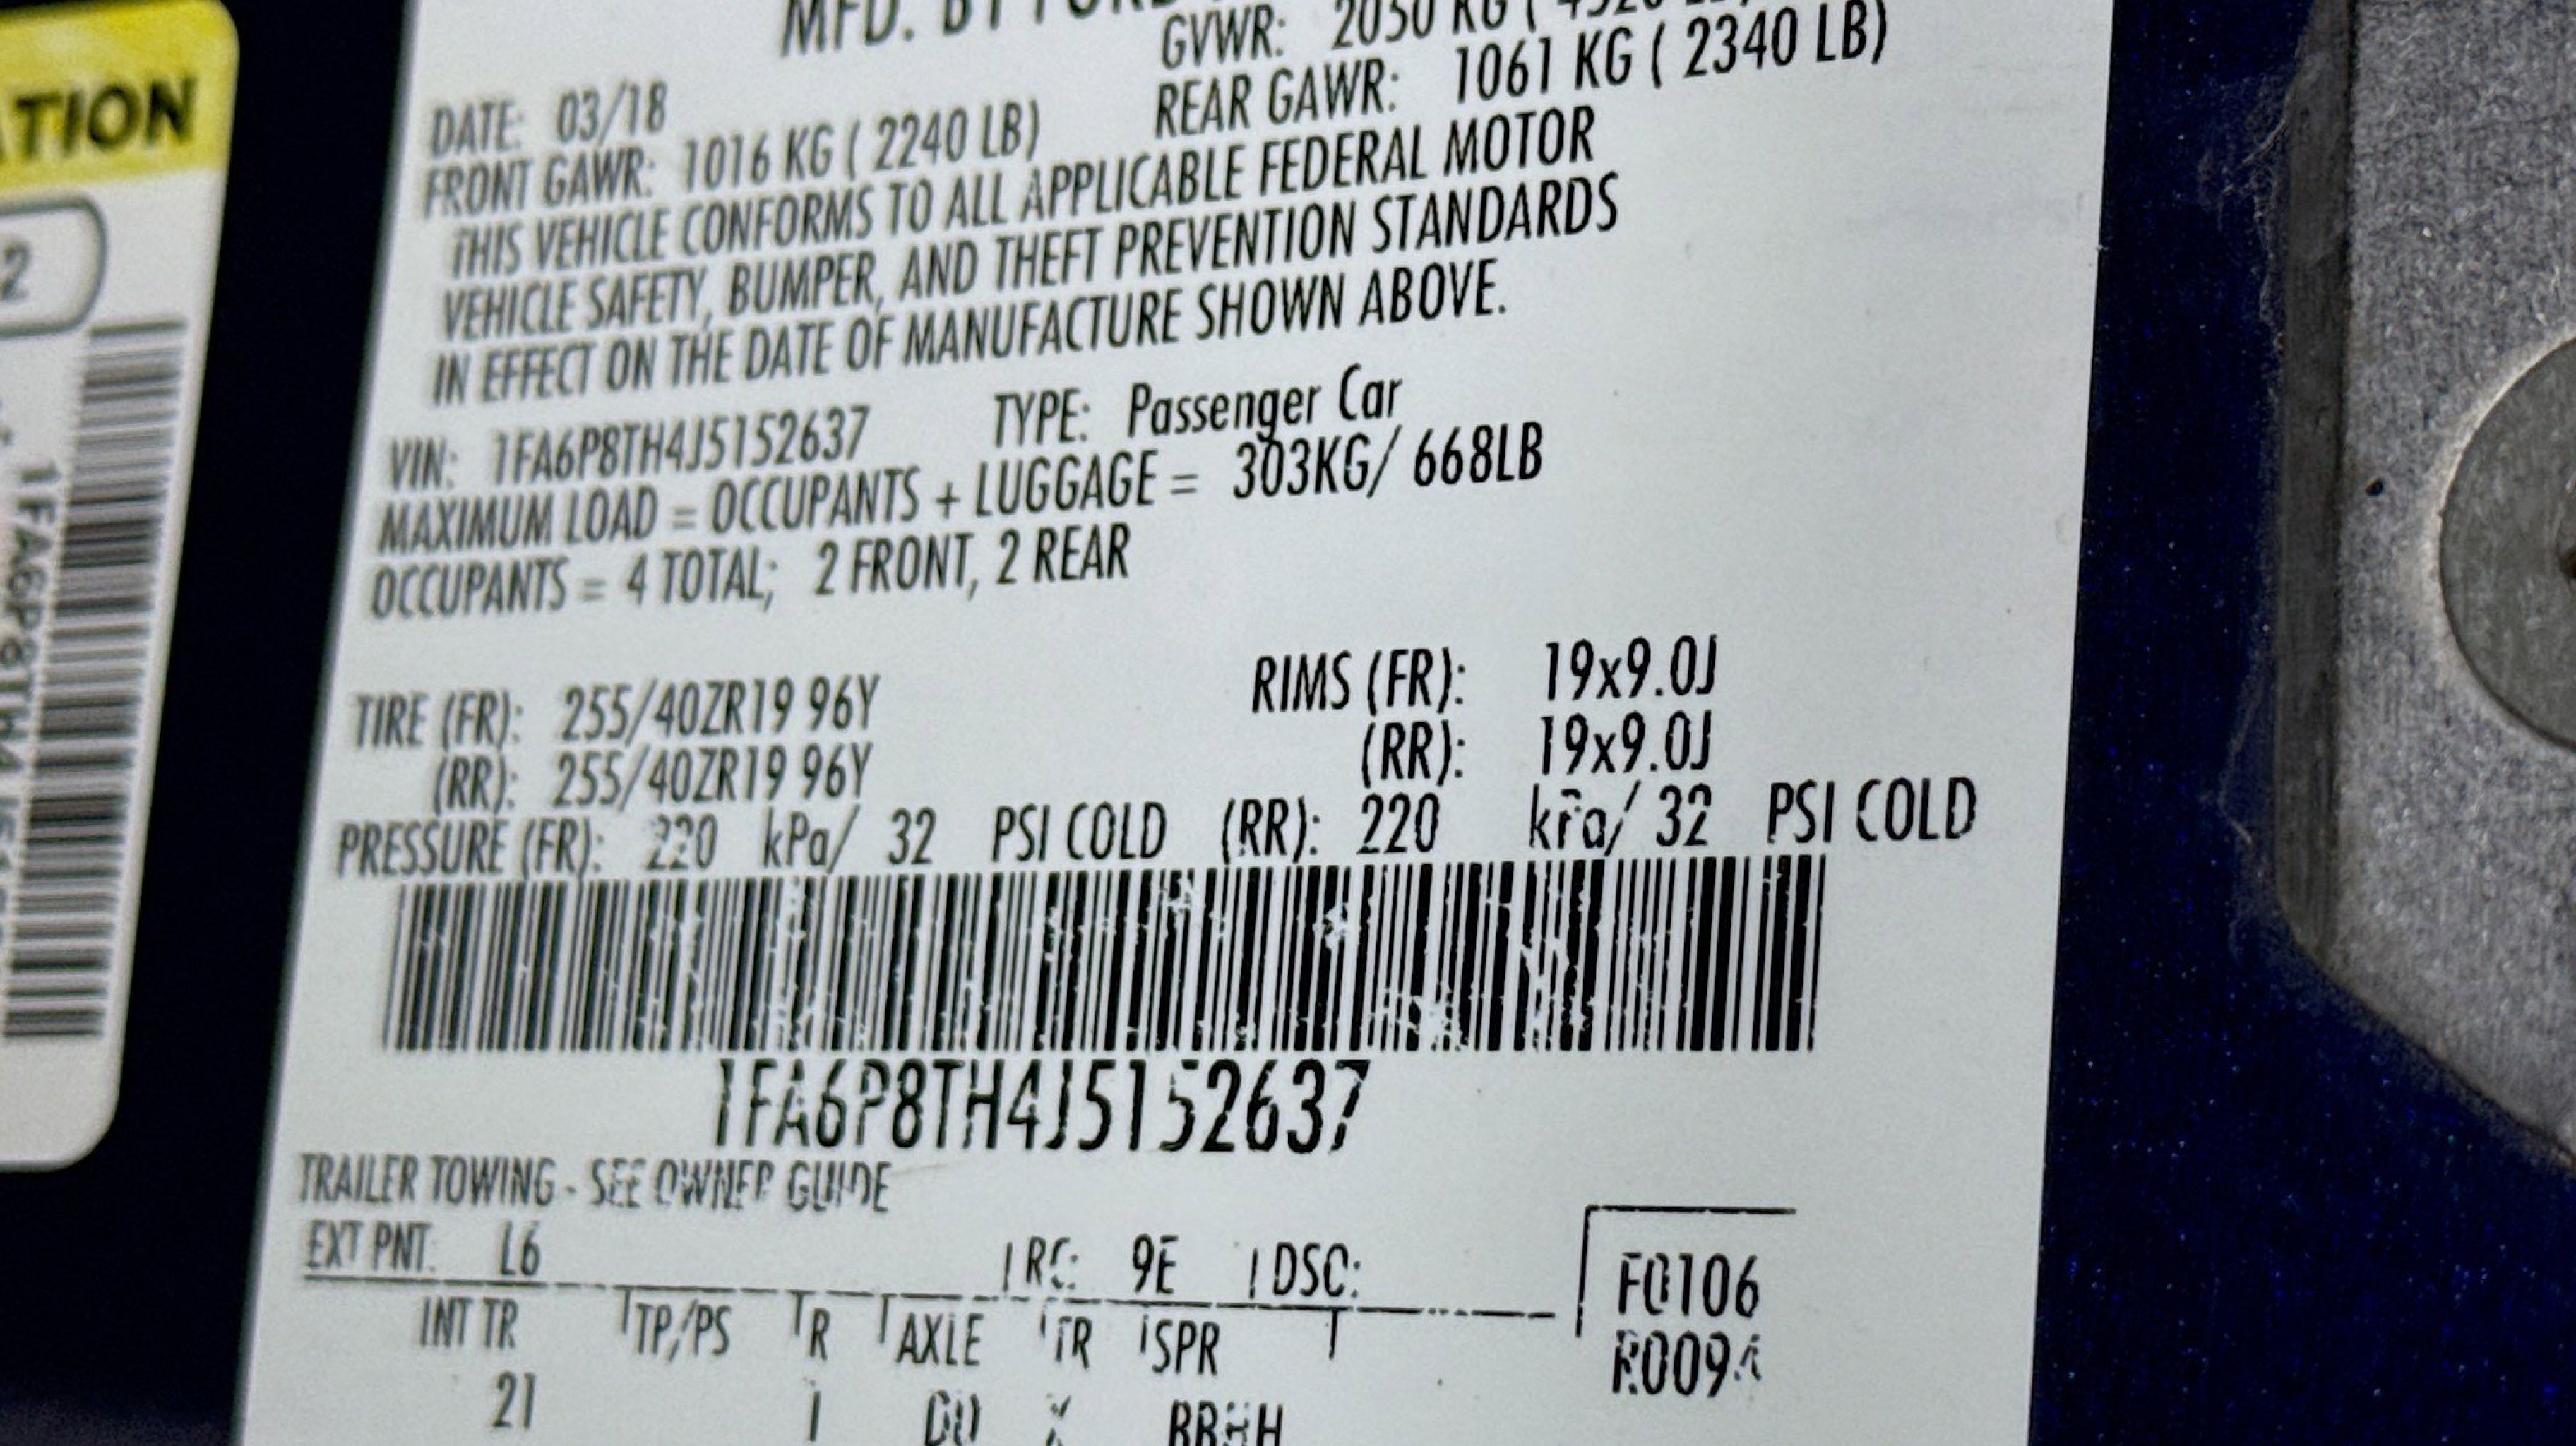 ATION
2
MFD. BY FORD
GVWR: 2050 KG ( 4520 LB)
DATE: 03/18
FRONT GAWR: 1016 KG ( 2240 LB) REAR GAWR: 1061 KG ( 2340 LB)
THIS VEHICLE CONFORMS TO ALL APPLICABLE FEDERAL MOTOR
VEHICLE SAFETY, BUMPER, AND THEFT PREVENTION STANDARDS
IN EFFECT ON THE DATE OF MANUFACTURE SHOWN ABOVE.
VIN: 1FA6P8TH4J5152637 TYPE: Passenger Car
MAXIMUM LOAD = OCCUPANTS + LUGGAGE = 303KG/ 668LB
OCCUPANTS = 4 TOTAL; 2 FRONT, 2 REAR
TIRE (FR): 255/40ZR19 96Y RIMS (FR): 19x9.0J
(RR): 255/40ZR19 96Y (RR): 19x9.0J
PRESSURE (FR): 220 kPa/ 32 PSI COLD (RR): 220 kPa/ 32 PSI COLD
1FA6P8TH4J5152637
TRAILER TOWING - SEE OWNER GUIDE
EXT PNT: L6 RC: 9E DSO:
F0106
INT TR TP/PS R AXLE TR SPR
21